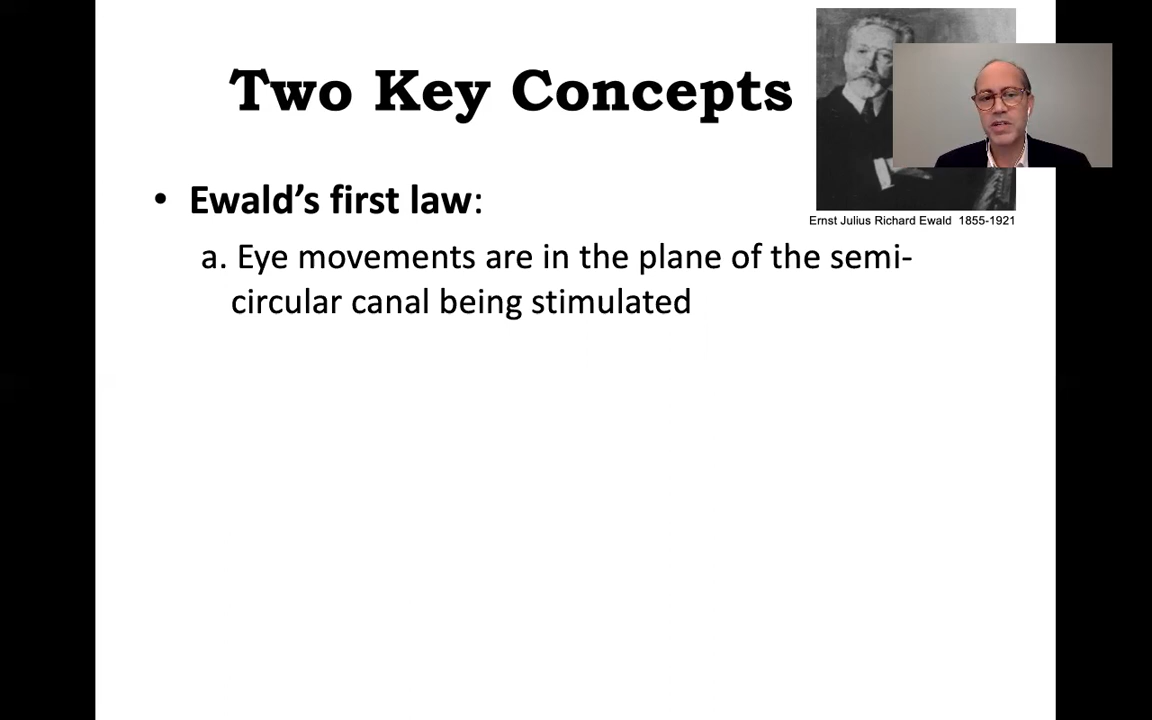 Two Key Concepts
Ernst Julius Richard Ewald 1855-1921
• Ewald’s first law:
a. Eye movements are in the plane of the semi-
circular canal being stimulated